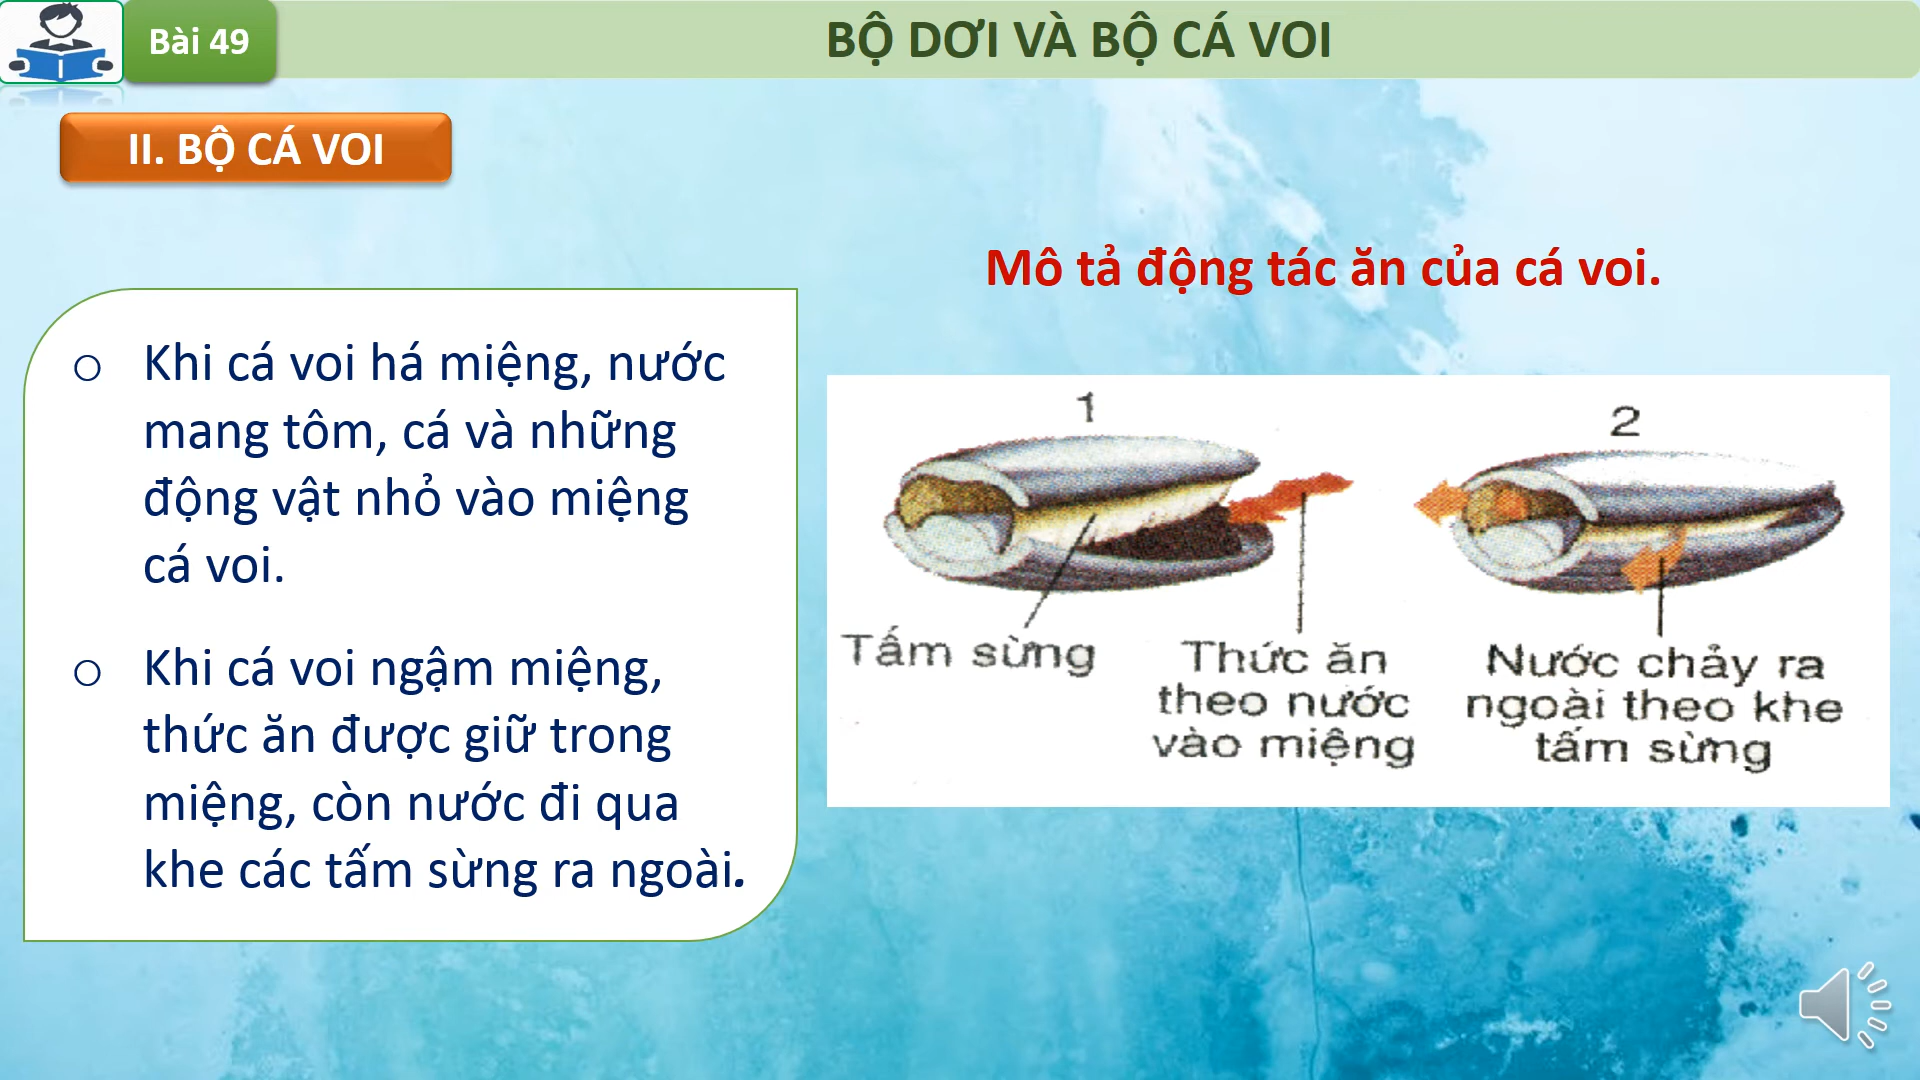 Bài 49
BỘ DƠI VÀ BỘ CÁ VOI
II. BỘ CÁ VOI
Mô tả động tác ăn của cá voi.
o Khi cá voi há miệng, nước
mang tôm, cá và những
động vật nhỏ vào miệng
cá voi.
o Khi cá voi ngậm miệng,
thức ăn được giữ trong
miệng, còn nước đi qua
khe các tấm sừng ra ngoài.
1
2
Tấm sừng
Thức ăn
theo nước
vào miệng
Nước chảy ra
ngoài theo khe
tấm sừng